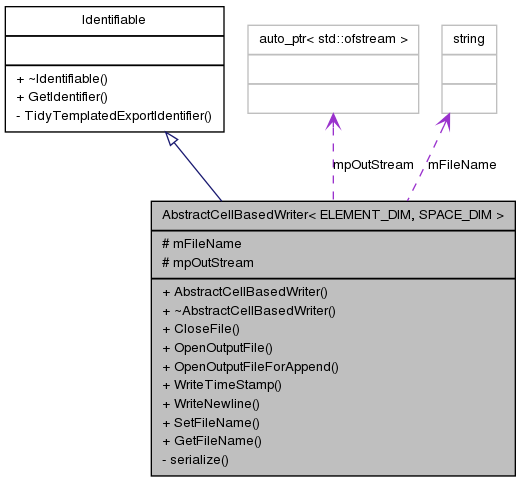 Identifiable
+ ~Identifiable()
+ GetIdentifier()
- TidyTemplatedExportIdentifier()
auto_ptr< std::ofstream >
string
mpOutStream
mFileName
AbstractCellBasedWriter< ELEMENT_DIM, SPACE_DIM >
# mFileName
# mpOutStream
+ AbstractCellBasedWriter()
+ ~AbstractCellBasedWriter()
+ CloseFile()
+ OpenOutputFile()
+ OpenOutputFileForAppend()
+ WriteTimeStamp()
+ WriteNewline()
+ SetFileName()
+ GetFileName()
- serialize()